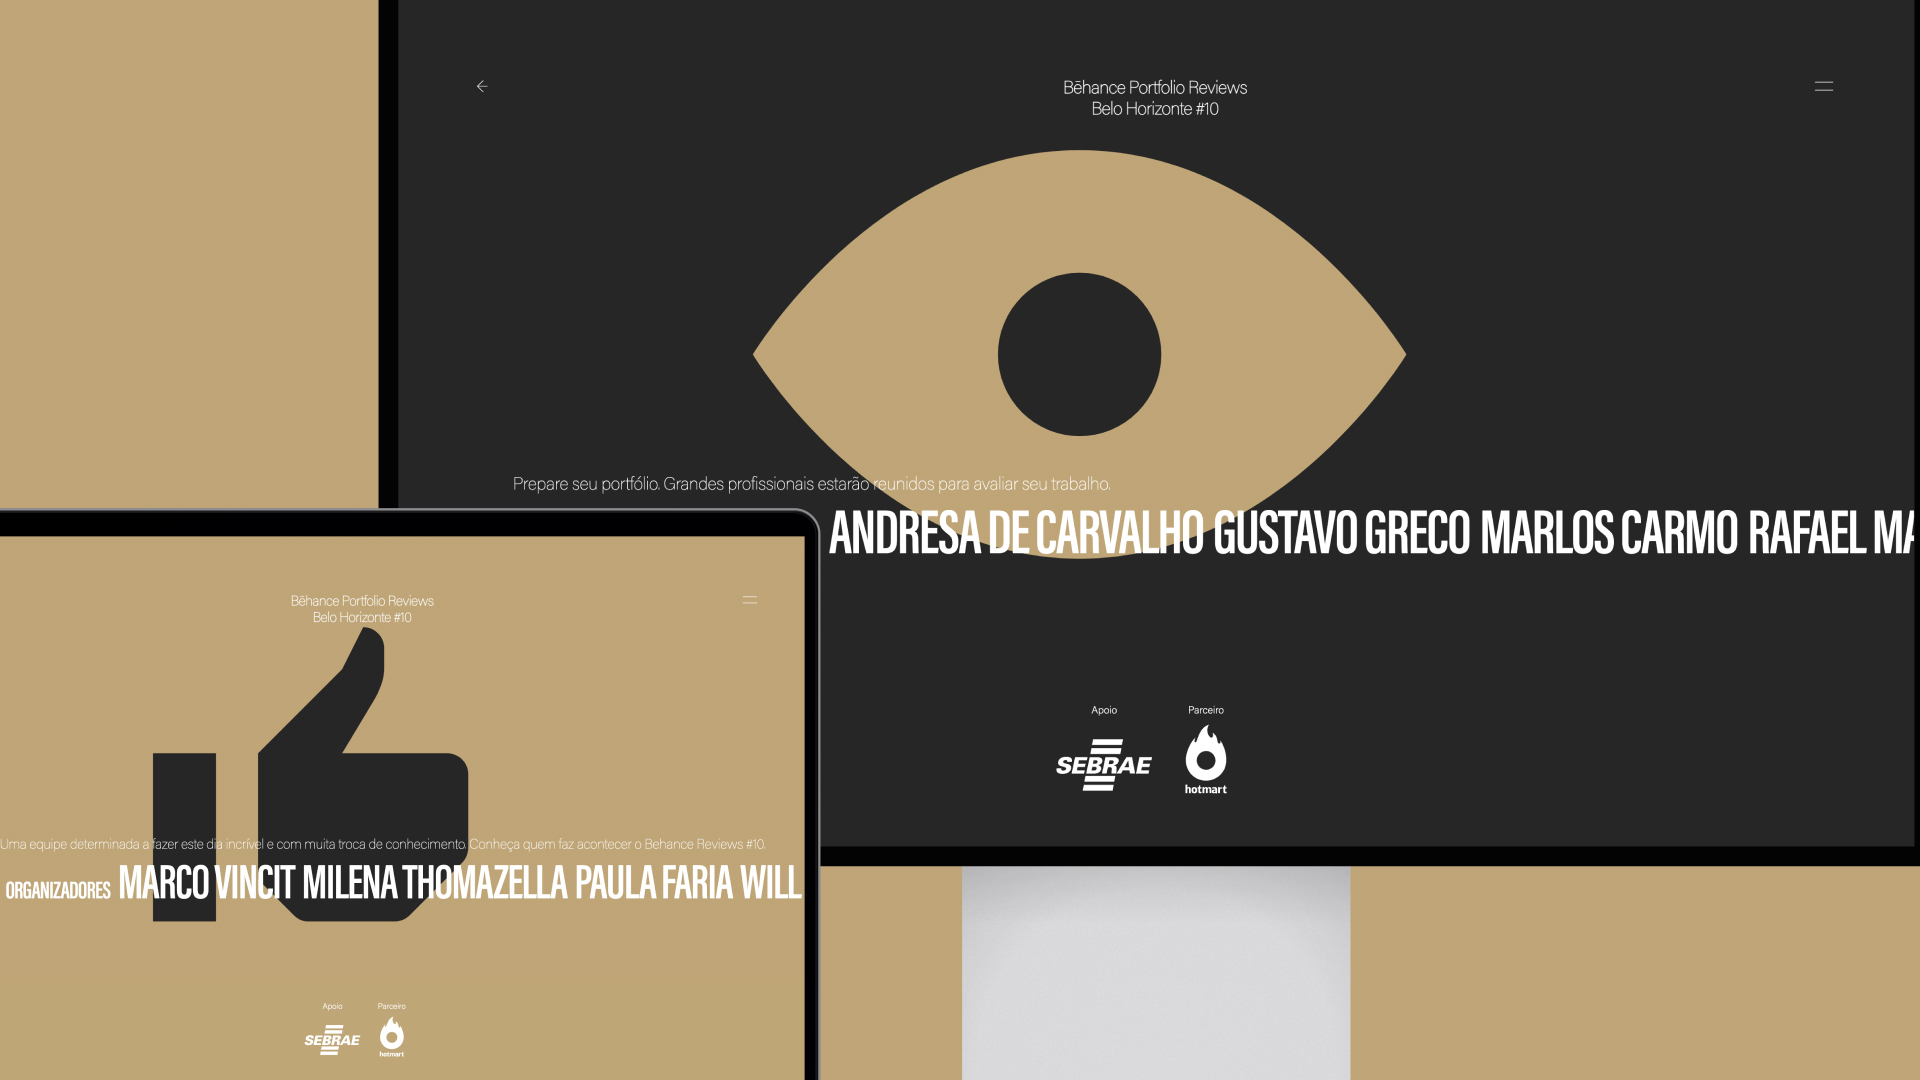 Bēhance Portfolio Reviews
Belo Horizonte #10
Prepare seu portfólio. Grandes profissionais estarão reunidos para avaliar seu trabalho.
ANDRESA DE CARVALHO GUSTAVO GRECO MARLOS CARMO RAFAEL MA
Apoio Parceiro
SEBRAE
hotmart
Bēhance Portfolio Reviews
Belo Horizonte #10
Uma equipe determinada a fazer este dia incrível e com muita troca de conhecimento. Conheça quem faz acontecer o Behance Reviews #10.
ORGANIZADORES MARCO VINCIT MILENA THOMAZELLA PAULA FARIA WILL
Apoio Parceiro
SEBRAE
hotmart